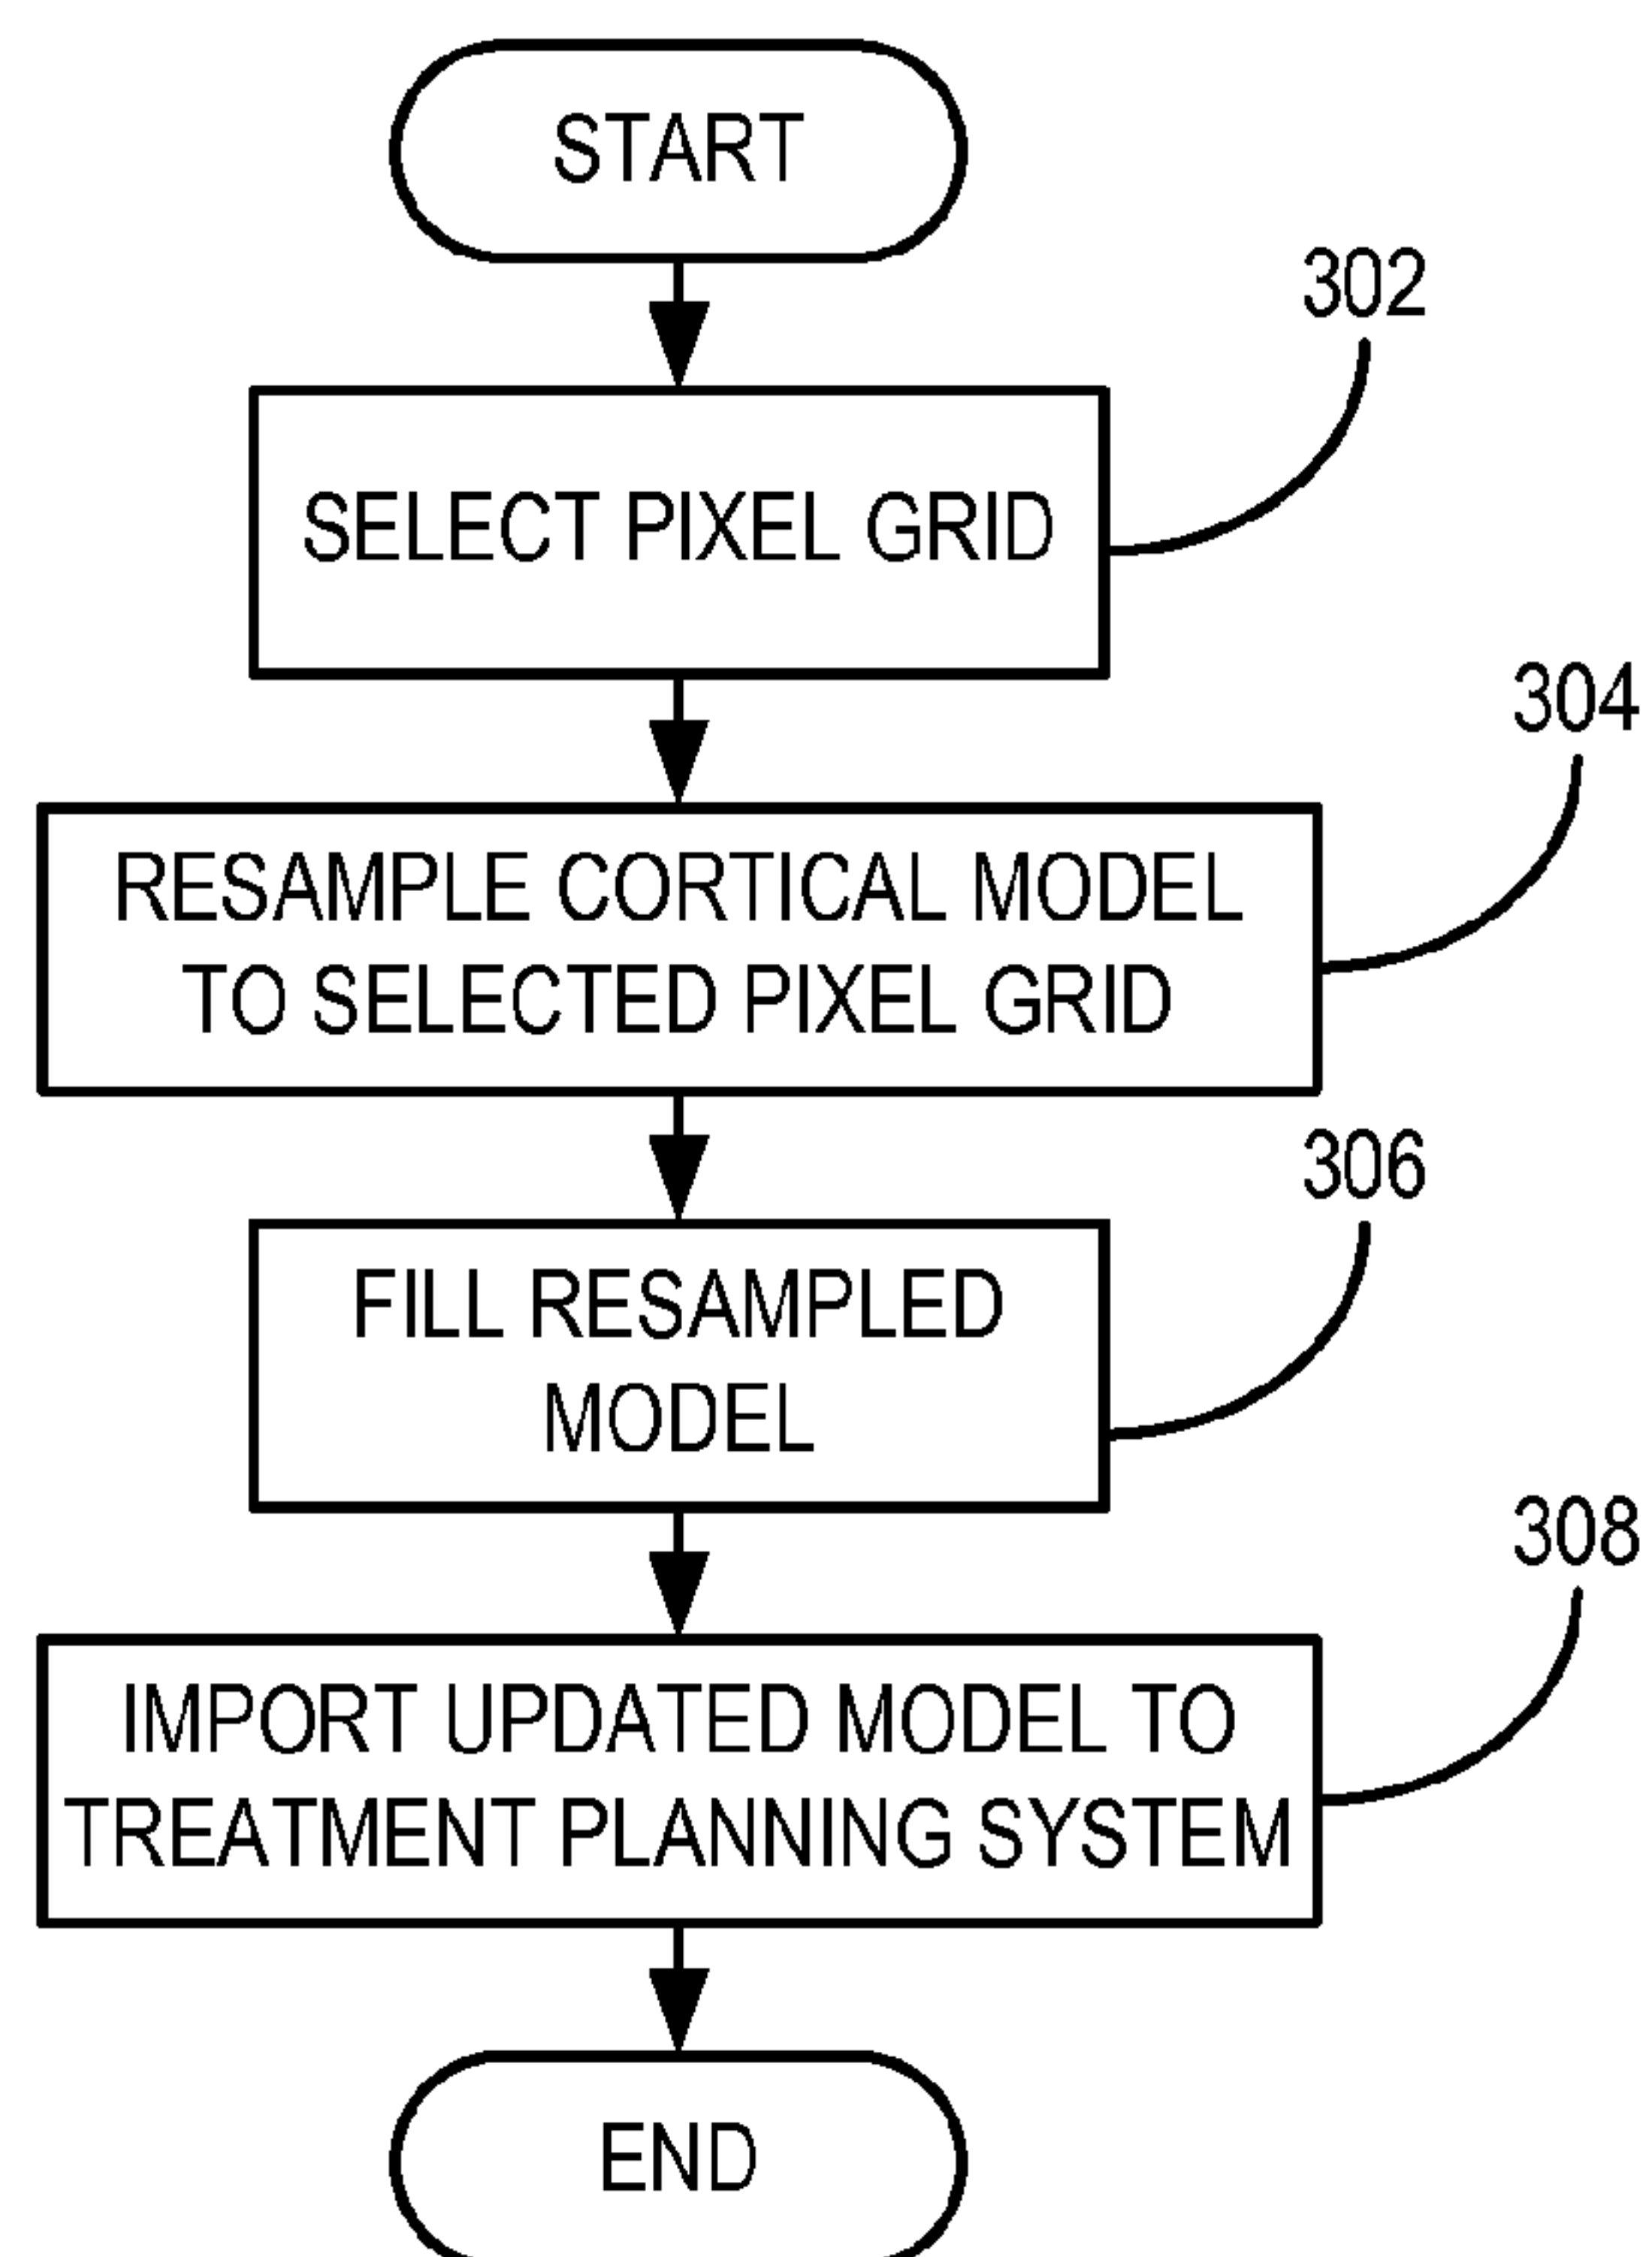 START
302
SELECT PIXEL GRID
304
RESAMPLE CORTICAL MODEL
TO SELECTED PIXEL GRID
306
FILL RESAMPLED
MODEL
308
IMPORT UPDATED MODEL TO
TREATMENT PLANNING SYSTEM
END